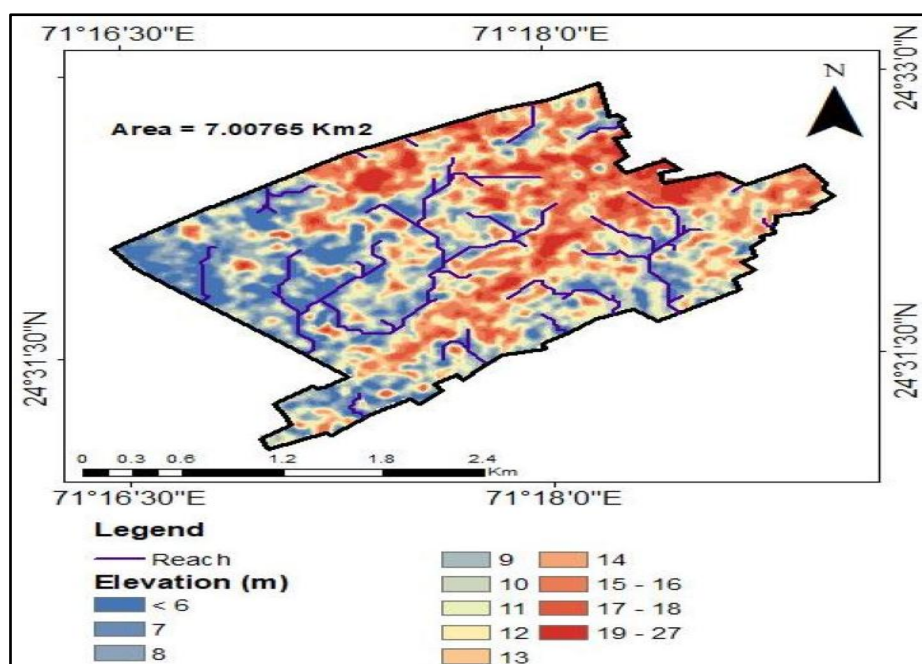 71°16'30"E 71°18'0"E
24°33'0"N
N
Area = 7.00765 Km2
24°31'30"N 24°31'30"N
0 0.3 0.6 1.2 1.8 2.4
Km
71°16'30"E 71°18'0"E
Legend
Reach
Elevation (m)
< 6
7
8
9
10
11
12
13
14
15 - 16
17 - 18
19 - 27